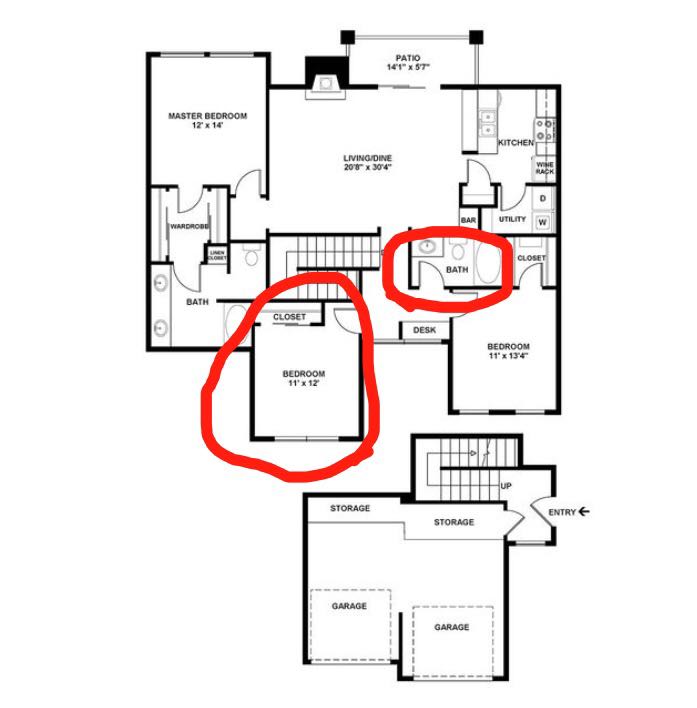 PATIO
14'1" x 5'7"
MASTER BEDROOM
12' x 14'
KITCHEN
LIVING/DINE
20'8" x 30'4"
WINE
RACK
D
WARDROBE
BAR
UTILITY
W
LINEN
CLOSET
CLOSET
BATH
BATH
CLOSET
DESK
BEDROOM
11' x 13'4"
BEDROOM
11' x 12'
UP
STORAGE
ENTRY
STORAGE
GARAGE
GARAGE